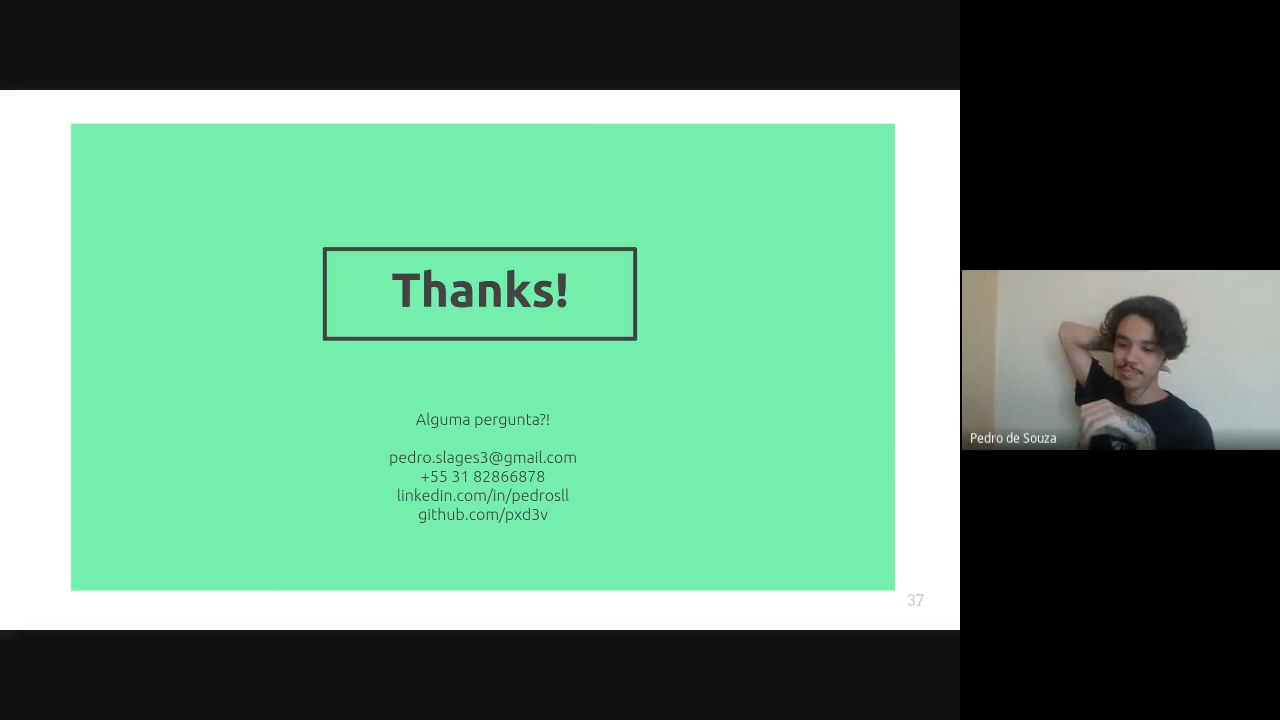 Thanks!
Alguma pergunta?!
pedro.slages3@gmail.com
+55 31 82866878
linkedin.com/in/pedrosll
github.com/pxd3v
37
Pedro de Souza